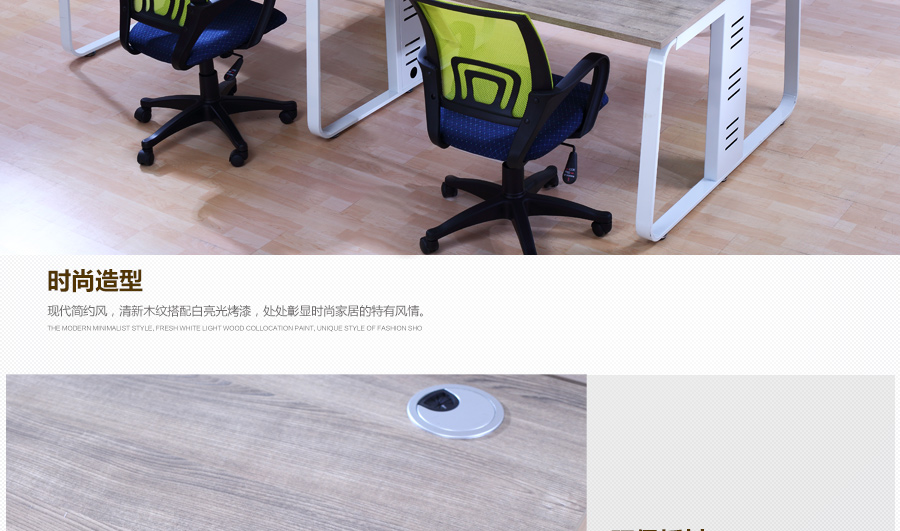 时尚造型
现代简约风，清新木纹搭配白亮光烤漆，处处彰显时尚家居的特有风情。
THE MODERN MINIMALIST STYLE, FRESH WHITE LIGHT WOOD COLLOCATION PAINT, UNIQUE STYLE OF FASHION SHO